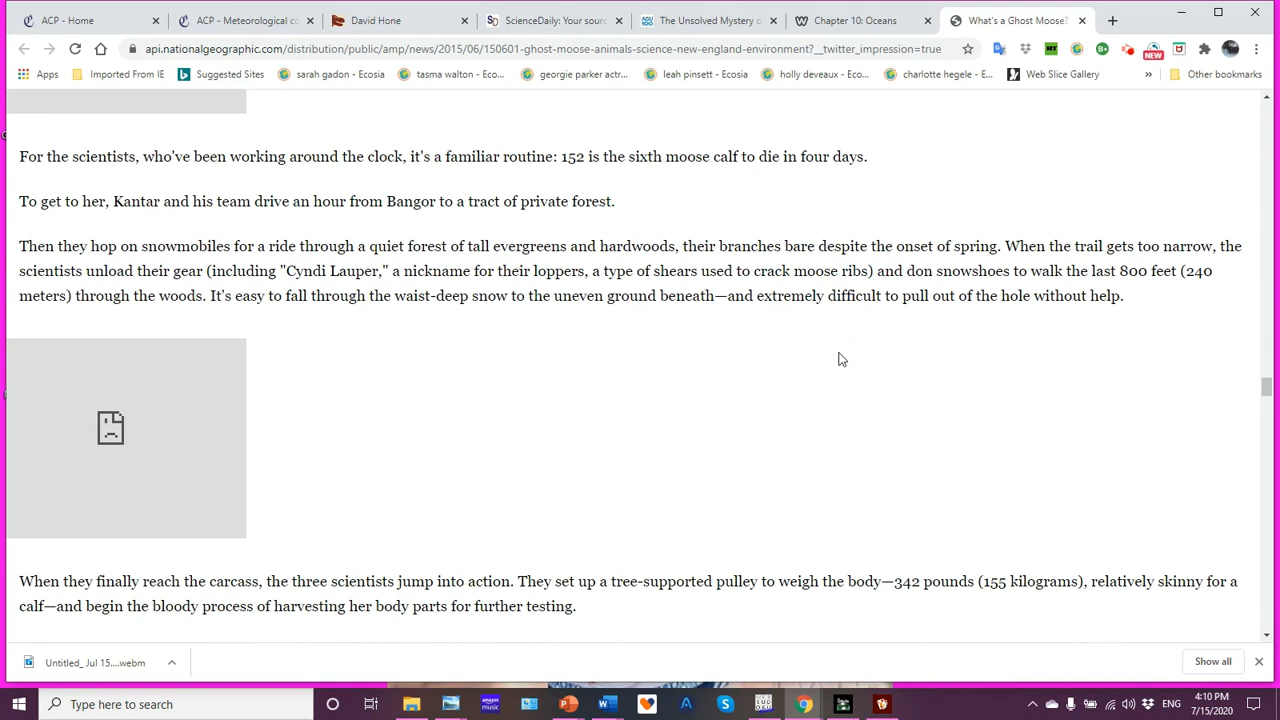 ACP - Home
ACP - Meteorological co
David Hone
ScienceDaily: Your sourc
The Unsolved Mystery o
Chapter 10: Oceans
What's a Ghost Moose?
api.nationalgeographic.com/distribution/public/amp/news/2015/06/150601-ghost-moose-animals-science-new-england-environment?__twitter_impression=true
Apps
Imported From IE
Suggested Sites
sarah gadon - Ecosia
tasma walton - Eco...
georgie parker actr...
leah pinsett - Ecosia
holly deveaux - Eco...
charlotte hegele - E...
Web Slice Gallery
Other bookmarks
For the scientists, who've been working around the clock, it's a familiar routine: 152 is the sixth moose calf to die in four days.
To get to her, Kantar and his team drive an hour from Bangor to a tract of private forest.
Then they hop on snowmobiles for a ride through a quiet forest of tall evergreens and hardwoods, their branches bare despite the onset of spring. When the trail gets too narrow, the
scientists unload their gear (including "Cyndi Lauper," a nickname for their loppers, a type of shears used to crack moose ribs) and don snowshoes to walk the last 800 feet (240
meters) through the woods. It's easy to fall through the waist-deep snow to the uneven ground beneath—and extremely difficult to pull out of the hole without help.
When they finally reach the carcass, the three scientists jump into action. They set up a tree-supported pulley to weigh the body—342 pounds (155 kilograms), relatively skinny for a
calf—and begin the bloody process of harvesting her body parts for further testing.
Untitled_ Jul 15....webm
Show all
Type here to search
ENG
4:10 PM
7/15/2020